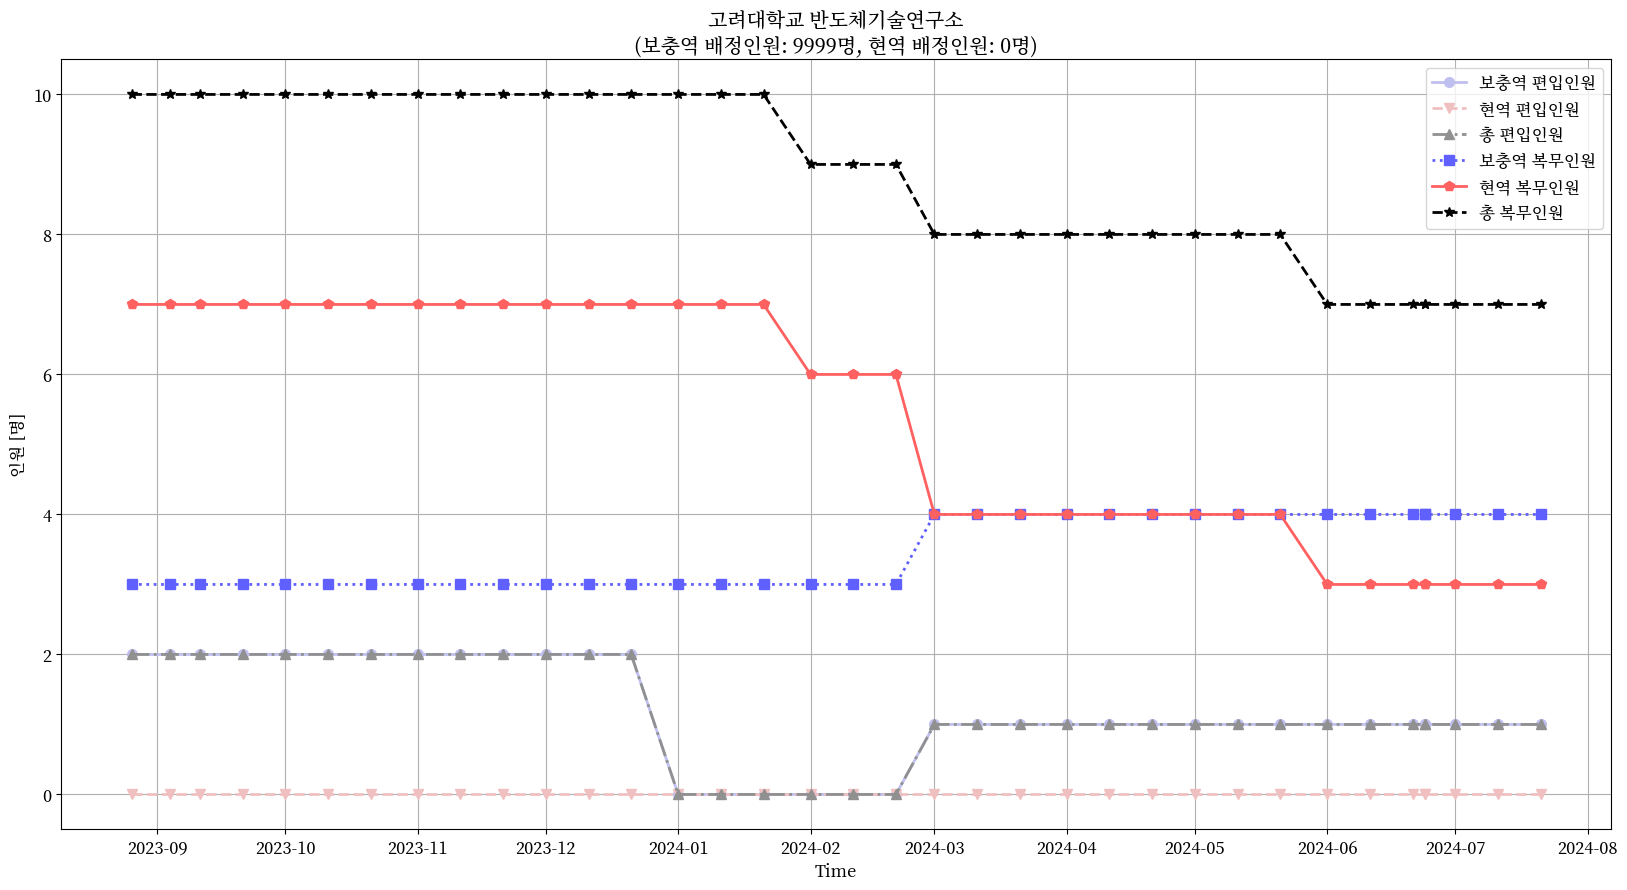 고려대학교 반도체기술연구소
(보충역 배정인원: 9999명, 현역 배정인원: 0명)
보충역 편입인원
현역 편입인원
총 편입인원
보충역 복무인원
현역 복무인원
총 복무인원
10
8
6
4
2
0
인원 [명]
2023-09 2023-10 2023-11 2023-12 2024-01 2024-02 2024-03 2024-04 2024-05 2024-06 2024-07 2024-08
Time